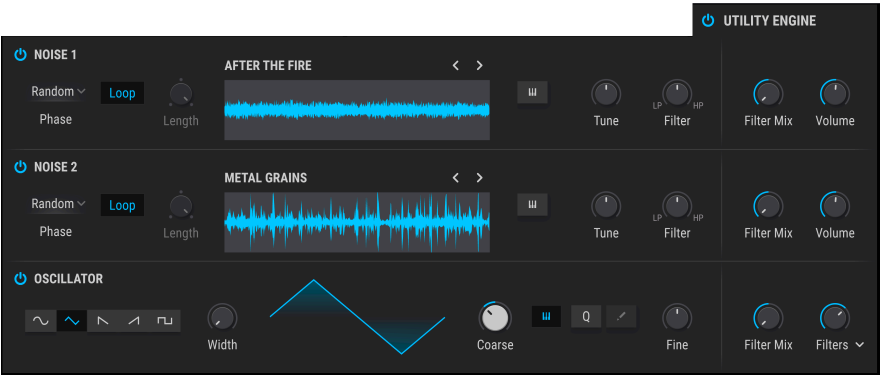 UTILITY ENGINE
NOISE 1
AFTER THE FIRE
Random
Loop
Phase
Length
Tune
LP
HP
Filter
Filter Mix
Volume
NOISE 2
METAL GRAINS
Random
Loop
Phase
Length
Tune
LP
HP
Filter
Filter Mix
Volume
OSCILLATOR
Width
Coarse
Q
Fine
Filter Mix
Filters